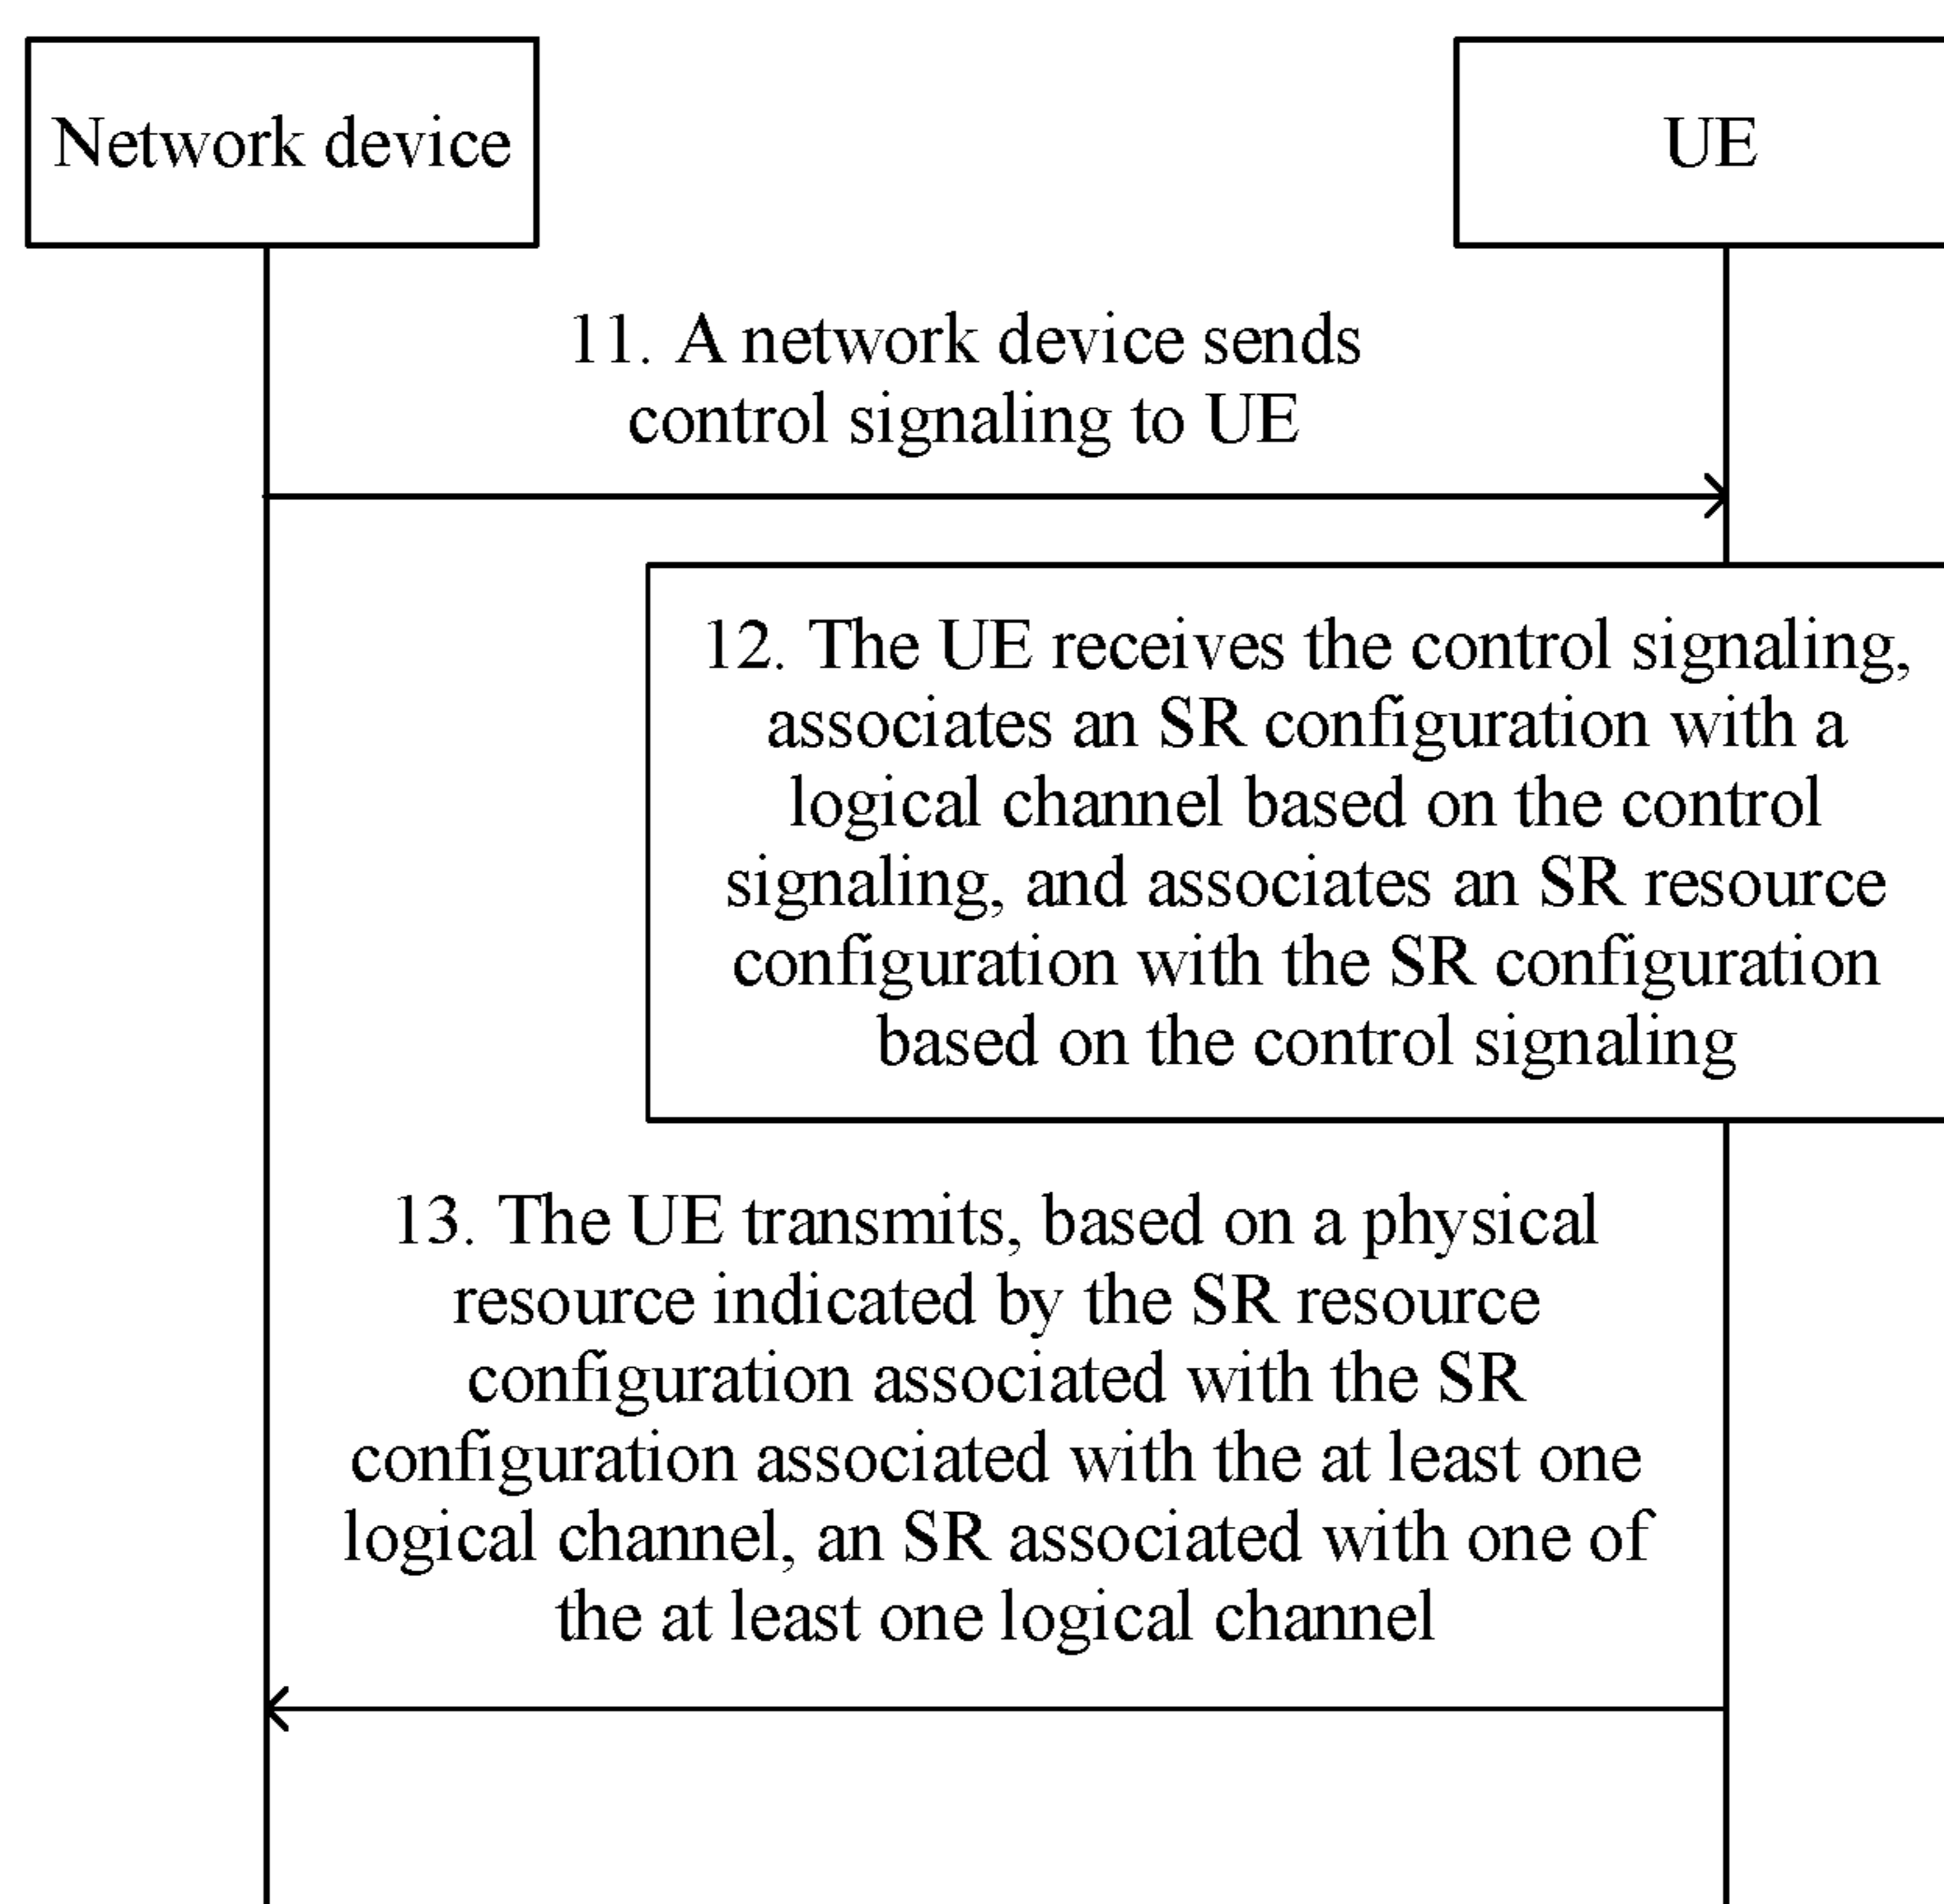 Network device
UE
11. A network device sends
control signaling to UE
12. The UE receives the control signaling,
associates an SR configuration with a
logical channel based on the control
signaling, and associates an SR resource
configuration with the SR configuration
based on the control signaling
13. The UE transmits, based on a physical
resource indicated by the SR resource
configuration associated with the SR
configuration associated with the at least one
logical channel, an SR associated with one of
the at least one logical channel